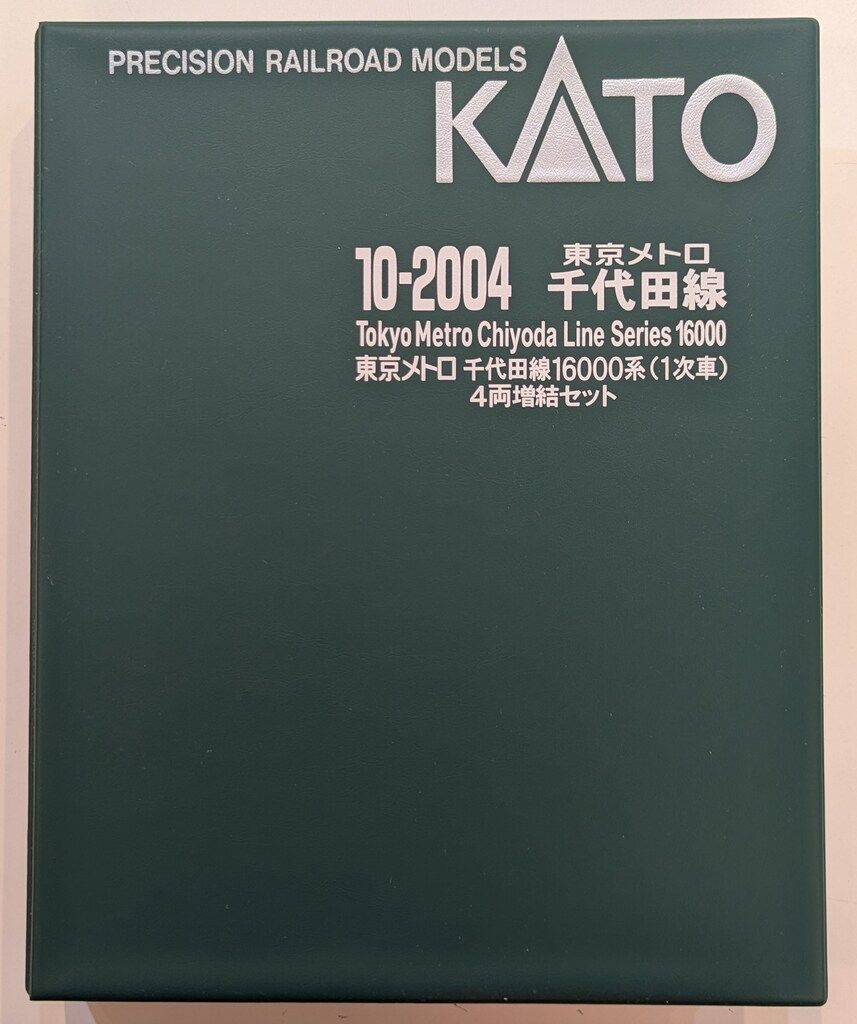 PRECISION RAILROAD MODELS
KATO
10-2004
東京メトロ
千代田線
Tokyo Metro Chiyoda Line Series 16000
東京メトロ 千代田線16000系(1次車)
4両増結セット